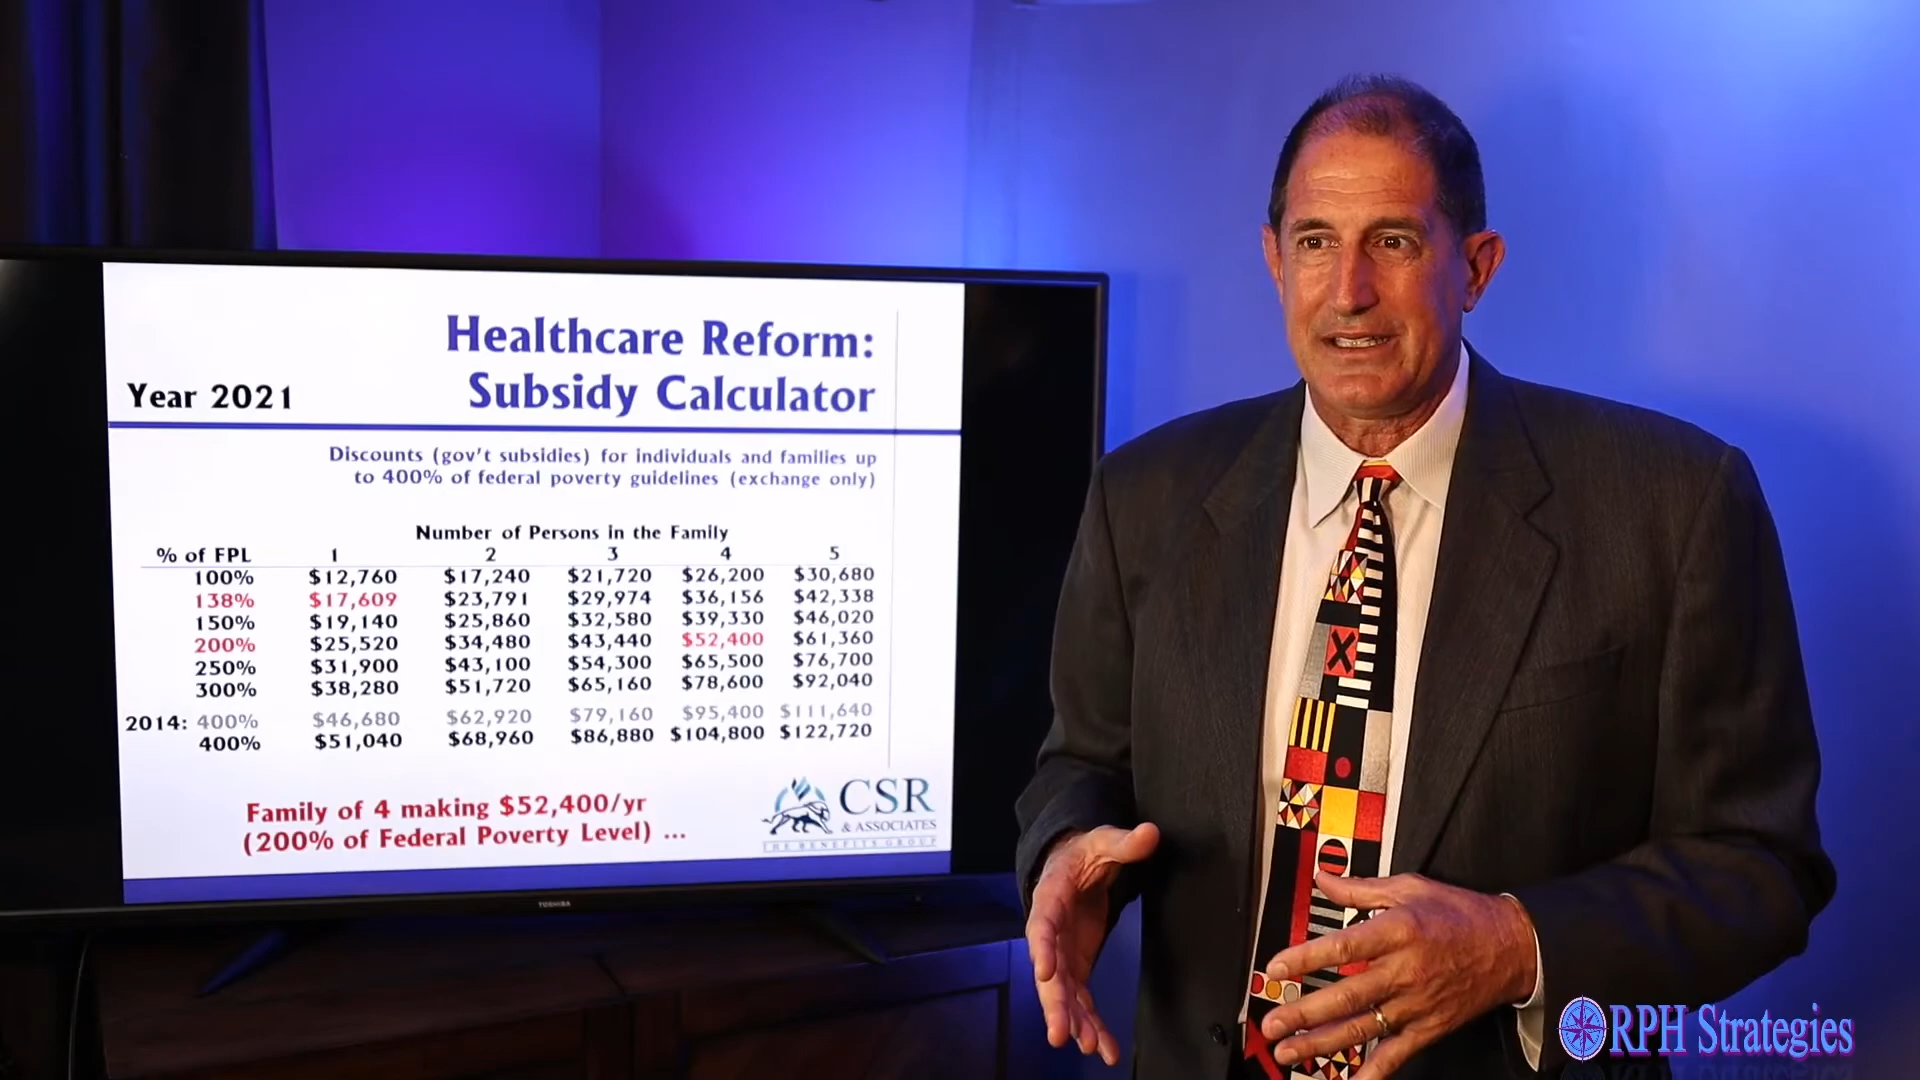 Healthcare Reform:
Year 2021 Subsidy Calculator
Discounts (gov't subsidies) for individuals and families up
to 400% of federal poverty guidelines (exchange only)
Number of Persons in the Family
% of FPL 1 2 3 4 5
100% $12,760 $17,240 $21,720 $26,200 $30,680
138% $17,609 $23,791 $29,974 $36,156 $42,338
150% $19,140 $25,860 $32,580 $39,330 $46,020
200% $25,520 $34,480 $43,440 $52,400 $61,360
250% $31,900 $43,100 $54,300 $65,500 $76,700
300% $38,280 $51,720 $65,160 $78,600 $92,040
2014: 400% $46,680 $62,920 $79,160 $95,400 $111,640
400% $51,040 $68,960 $86,880 $104,800 $122,720
Family of 4 making $52,400/yr
(200% of Federal Poverty Level) ...
CSR
& ASSOCIATES
THE BENEFITS GROUP
TOSHIBA
RPH Strategies